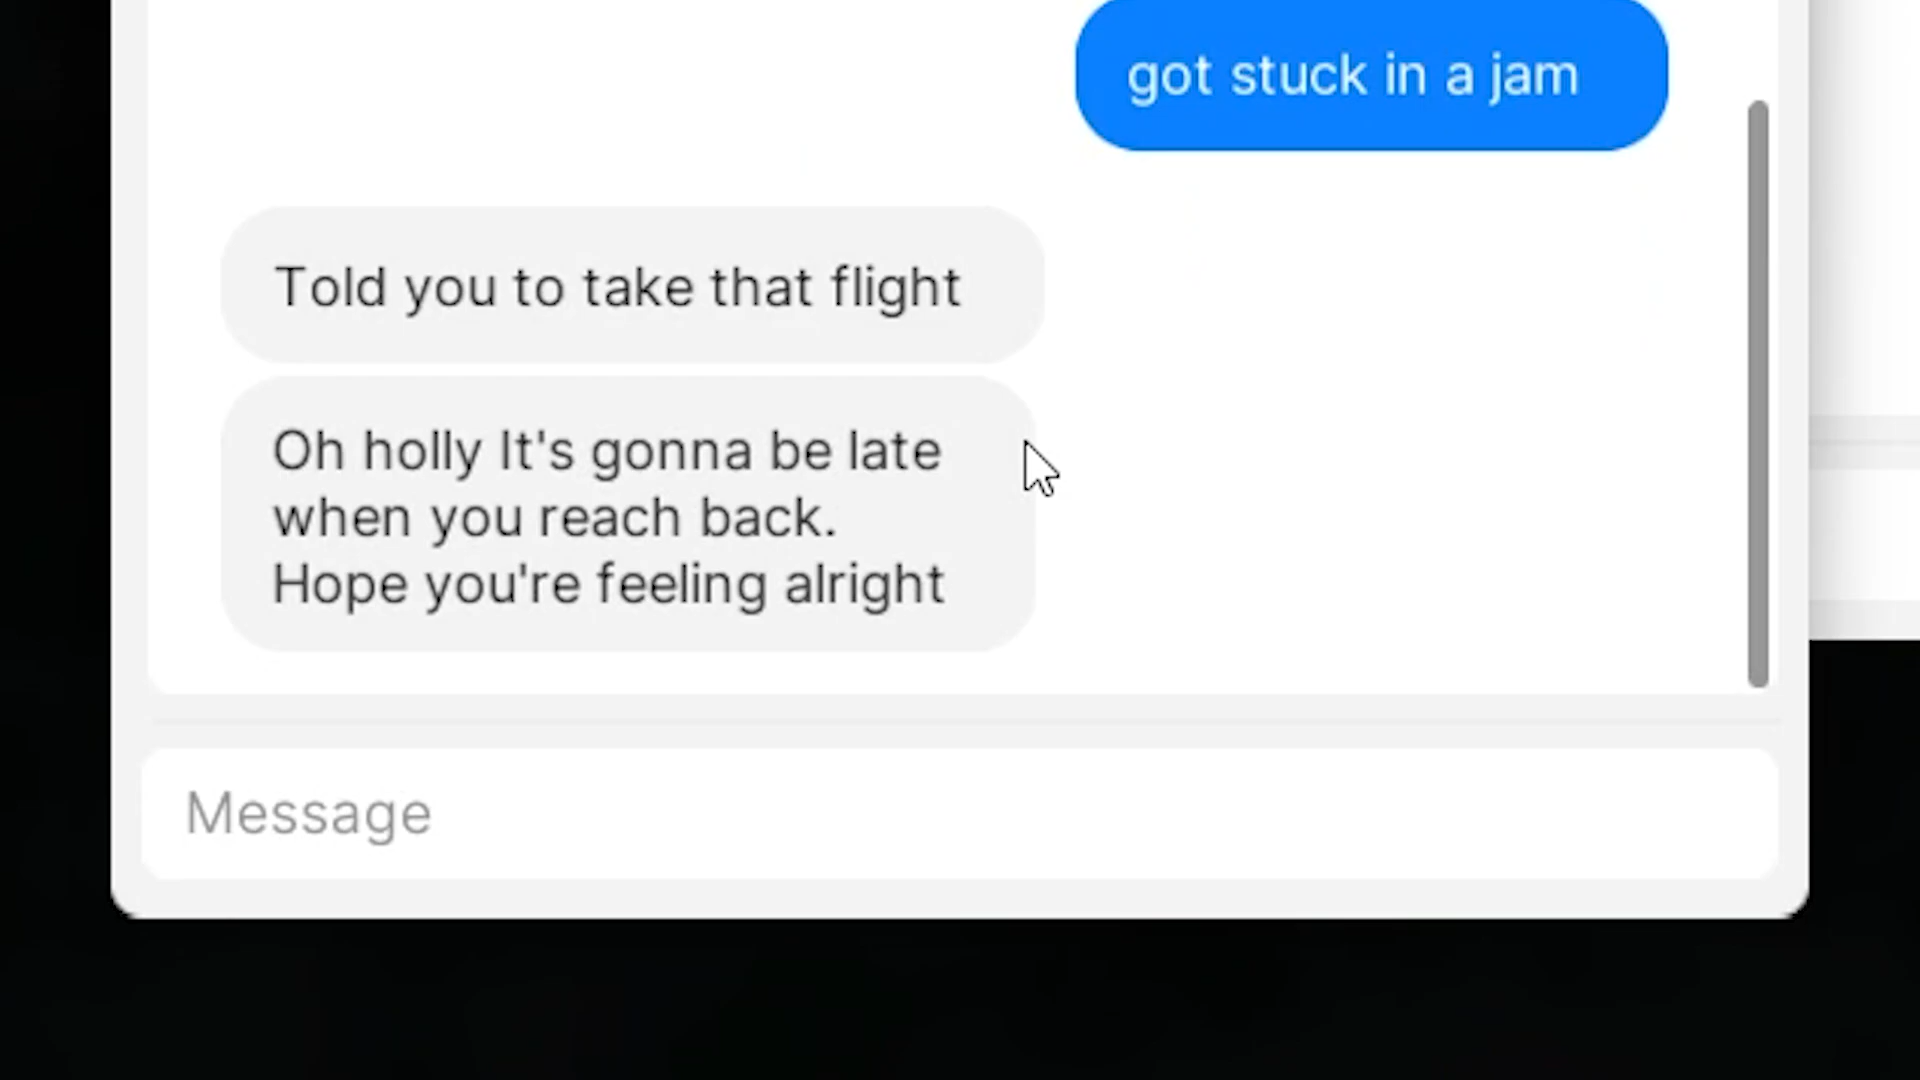 got stuck in a jam
Told you to take that flight
Oh holly It's gonna be late
when you reach back.
Hope you're feeling alright
Message